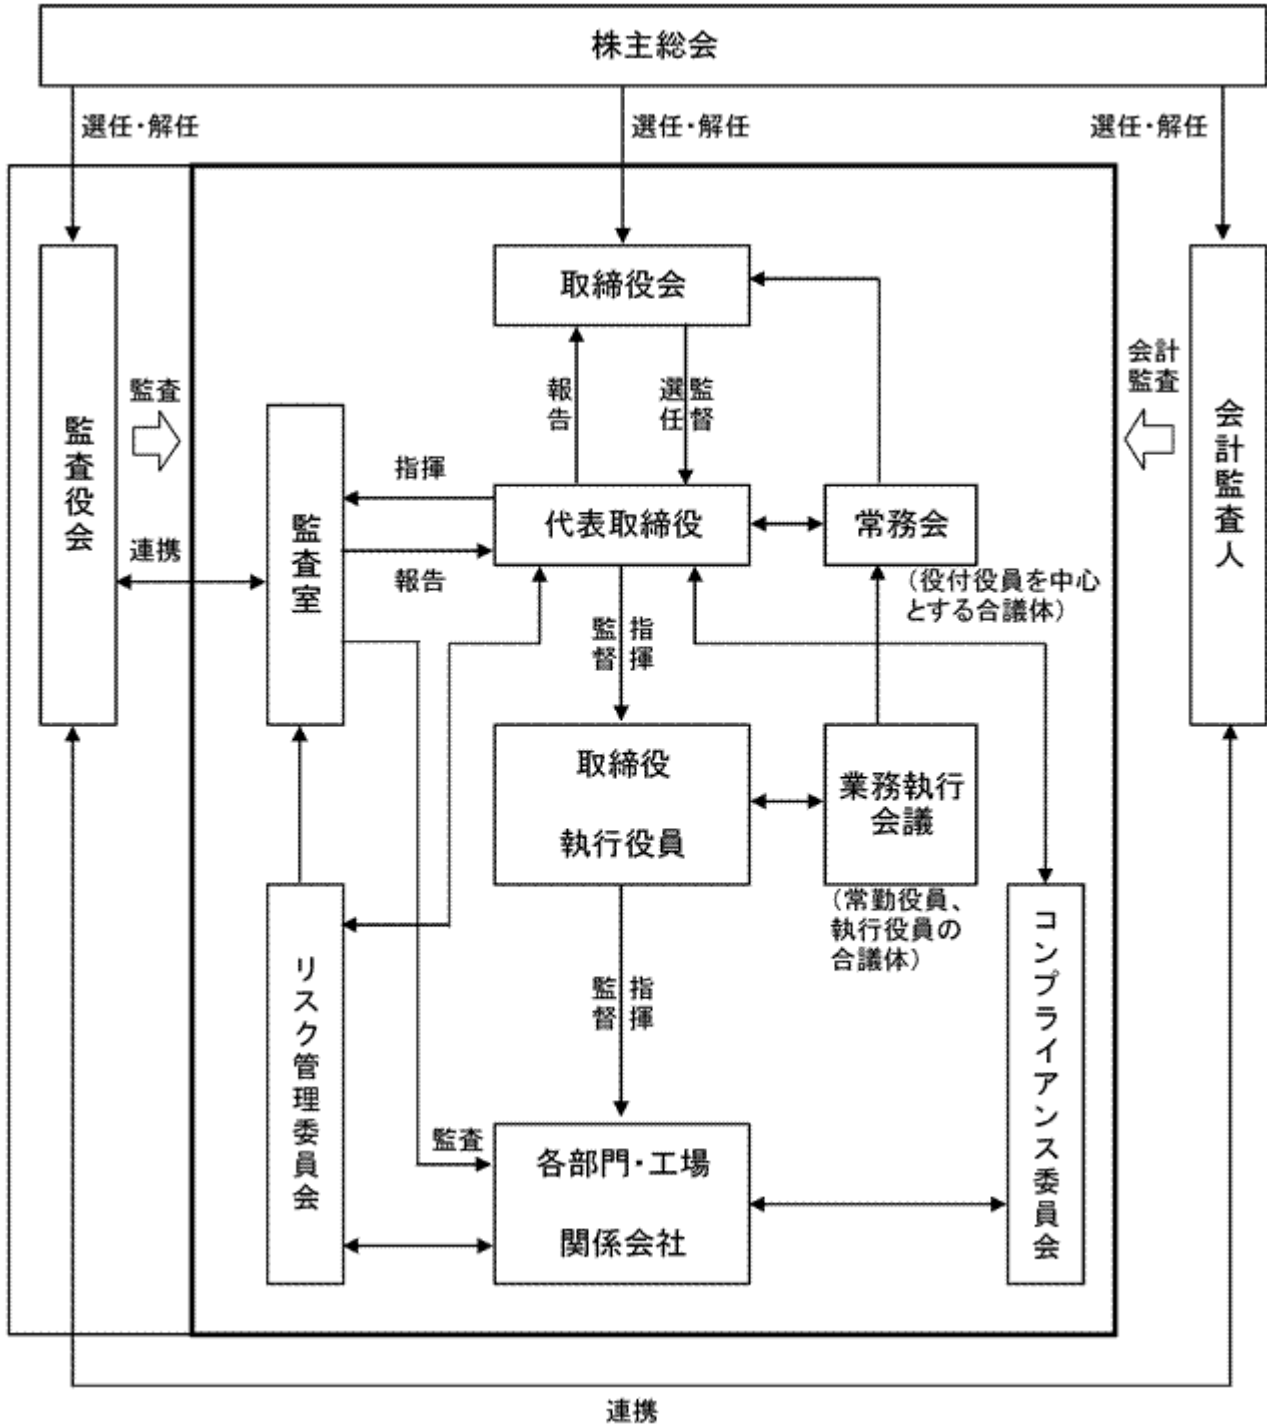 株主総会
選任・解任
選任・解任
選任・解任
取締役会
監査役会
監査
会計
監査
会計監査人
報告
選任
監督
監査室
指揮
報告
代表取締役
常務会
（役付役員を中心
とする合議体）
連携
監督
指揮
取締役
執行役員
業務執行
会議
（常勤役員、
執行役員の
合議体）
リスク管理委員会
監督
指揮
コンプライアンス委員会
監査
各部門・工場
関係会社
連携